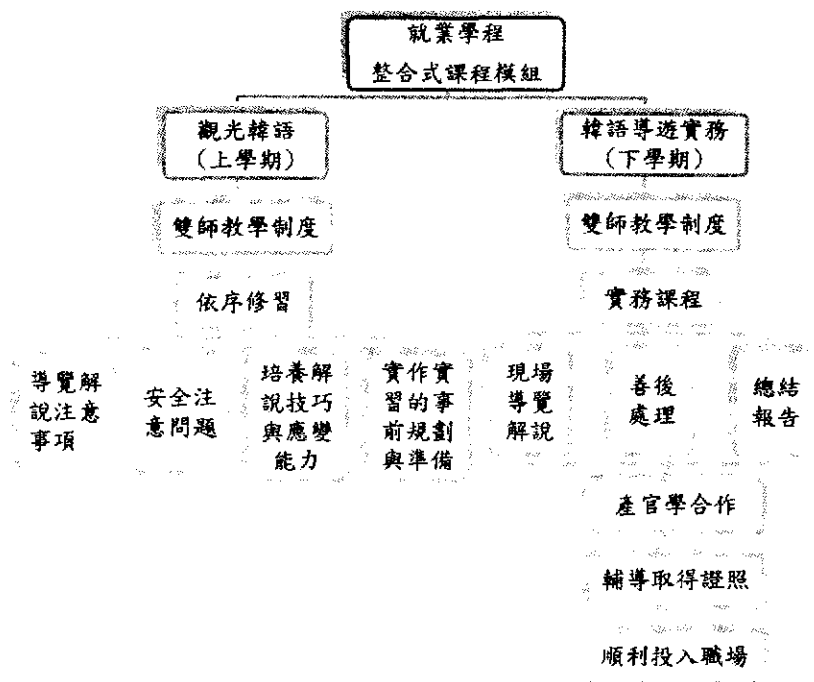 就業學程
整合式課程模組
觀光韓語
(上學期)
韓語導遊實務
(下學期)
雙師教學制度
雙師教學制度
依序修習
實務課程
導覽解
說注意
事項
安全注
意問題
培養解
說技巧
與應變
能力
實作實
習的事
前規劃
與準備
現場
導覽
解說
善後
處理
總結
報告
產官學合作
輔導取得證照
順利投入職場